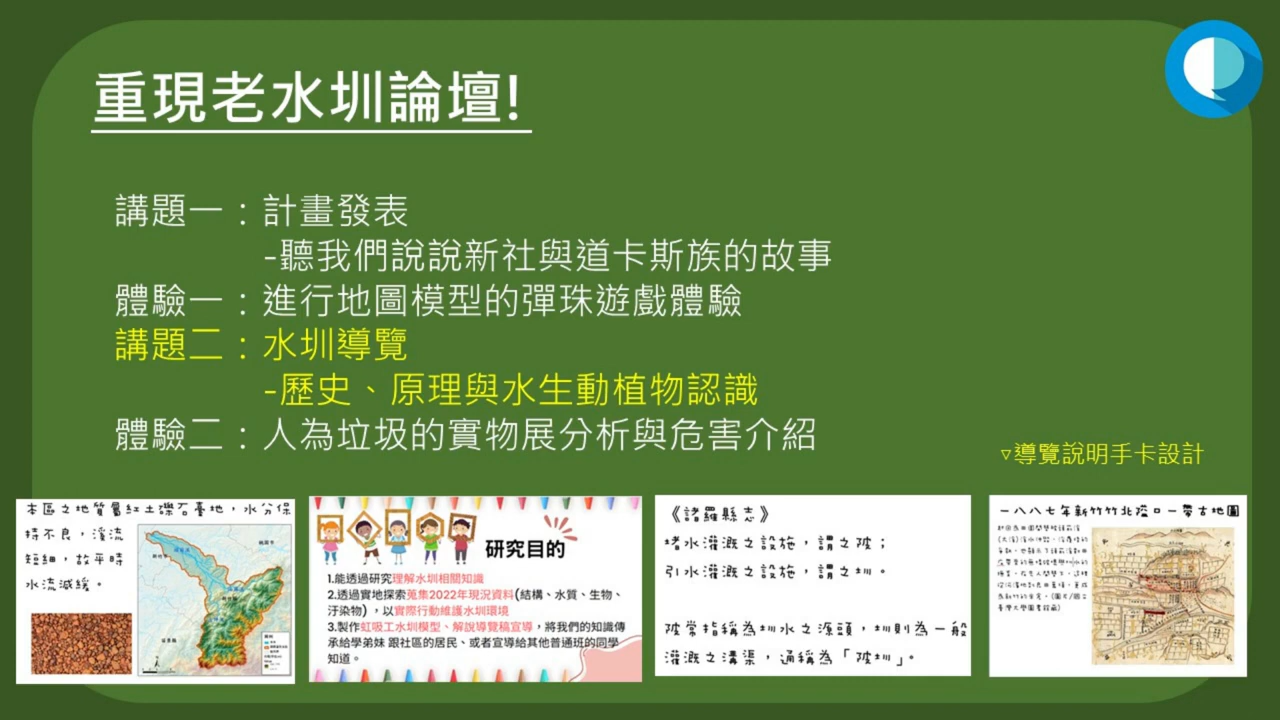 重現老水圳論壇!
講題一：計畫發表
-聽我們說說新社與道卡斯族的故事
體驗一：進行地圖模型的彈珠遊戲體驗
講題二：水圳導覽
-歷史、原理與水生動植物認識
體驗二：人為垃圾的實物展分析與危害介紹
▿導覽說明手卡設計
本區之地質屬紅土礫石臺地，水分保
持不良，溪流
短細，故平時
水流減緩。
研究目的
1.能透過研究理解水圳相關知識
2.透過實地探索蒐集2022年現況資料(結構、水質、生物、
汙染物)，以實際行動維護水圳環境
3.製作虹吸工水圳模型、解說導覽稿宣導，將我們的知識傳
承給學弟妹 跟社區的居民、或者宣導給其他普通班的同學
知道。
《諸羅縣志》
堵水灌溉之設施，謂之陂；
引水灌溉之設施，謂之圳。
陂常指稱為圳水之源頭，圳則為一般
灌溉之溝渠，通稱為「陂圳」。
一八八七年新竹竹北隘口一帶古地圖